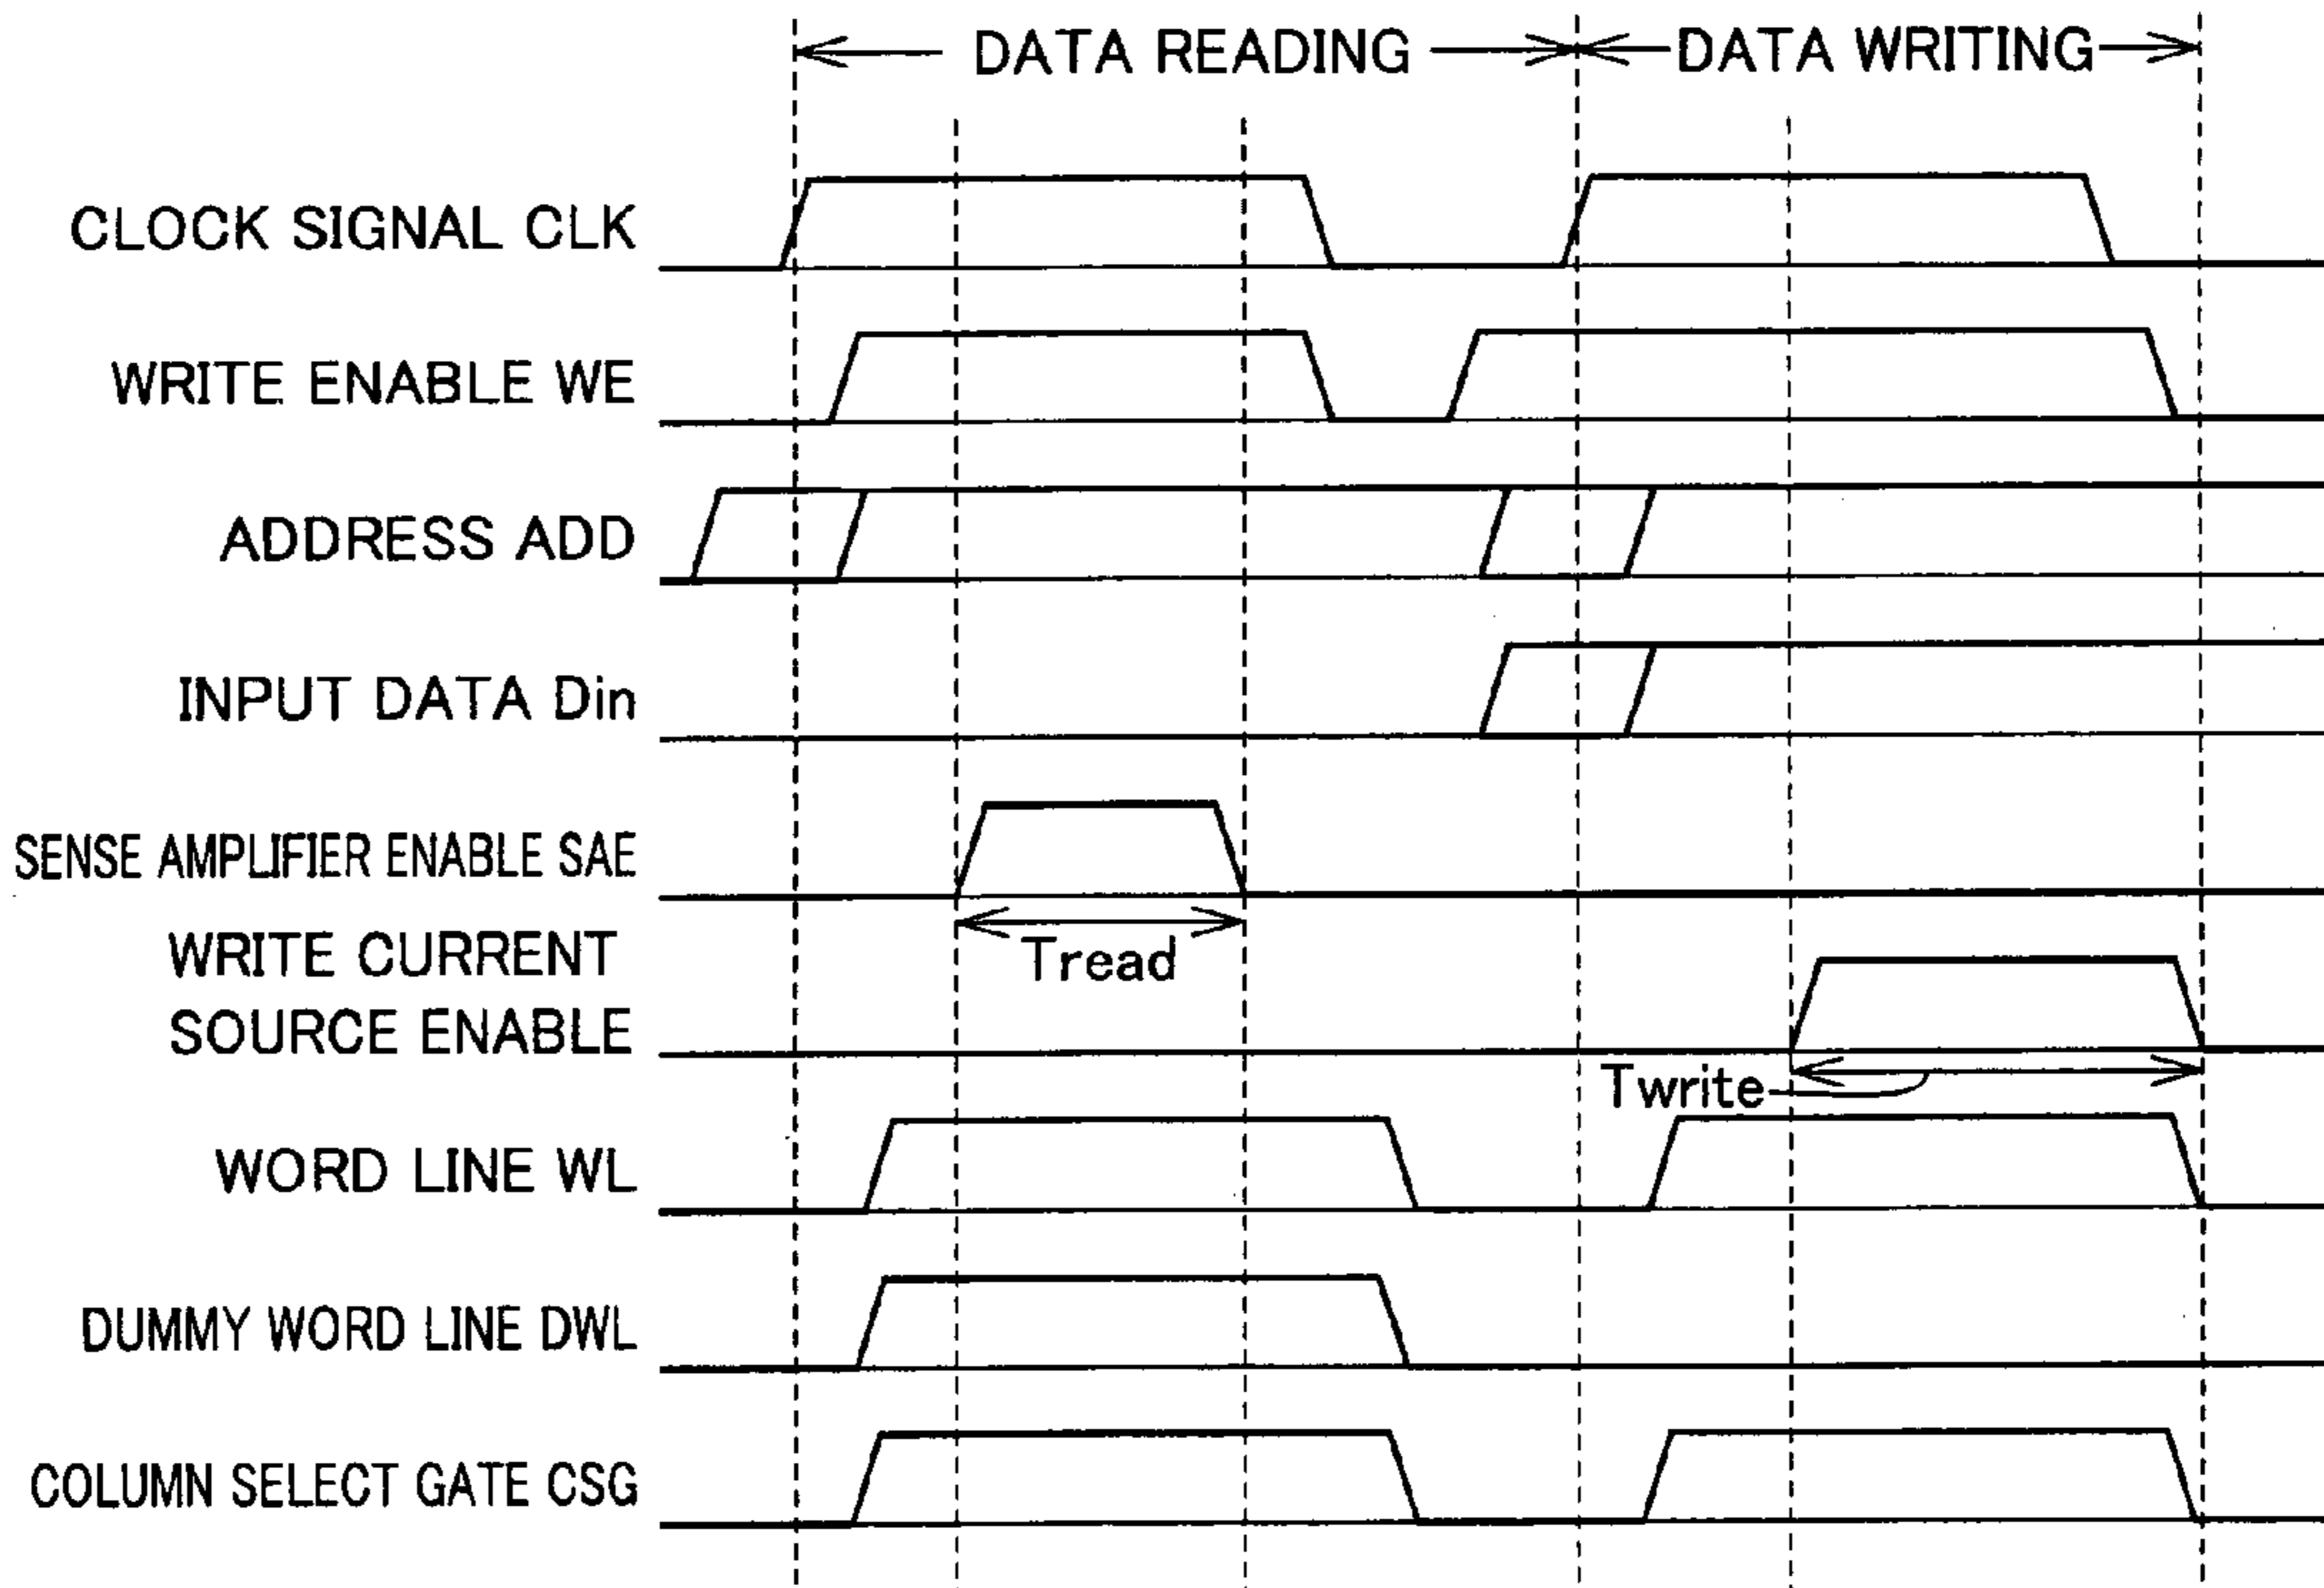 DATA READING DATA WRITING
CLOCK SIGNAL CLK
WRITE ENABLE WE
ADDRESS ADD
INPUT DATA Din
SENSE AMPLIFIER ENABLE SAE
Tread
WRITE CURRENT
SOURCE ENABLE
Twrite
WORD LINE WL
DUMMY WORD LINE DWL
COLUMN SELECT GATE CSG